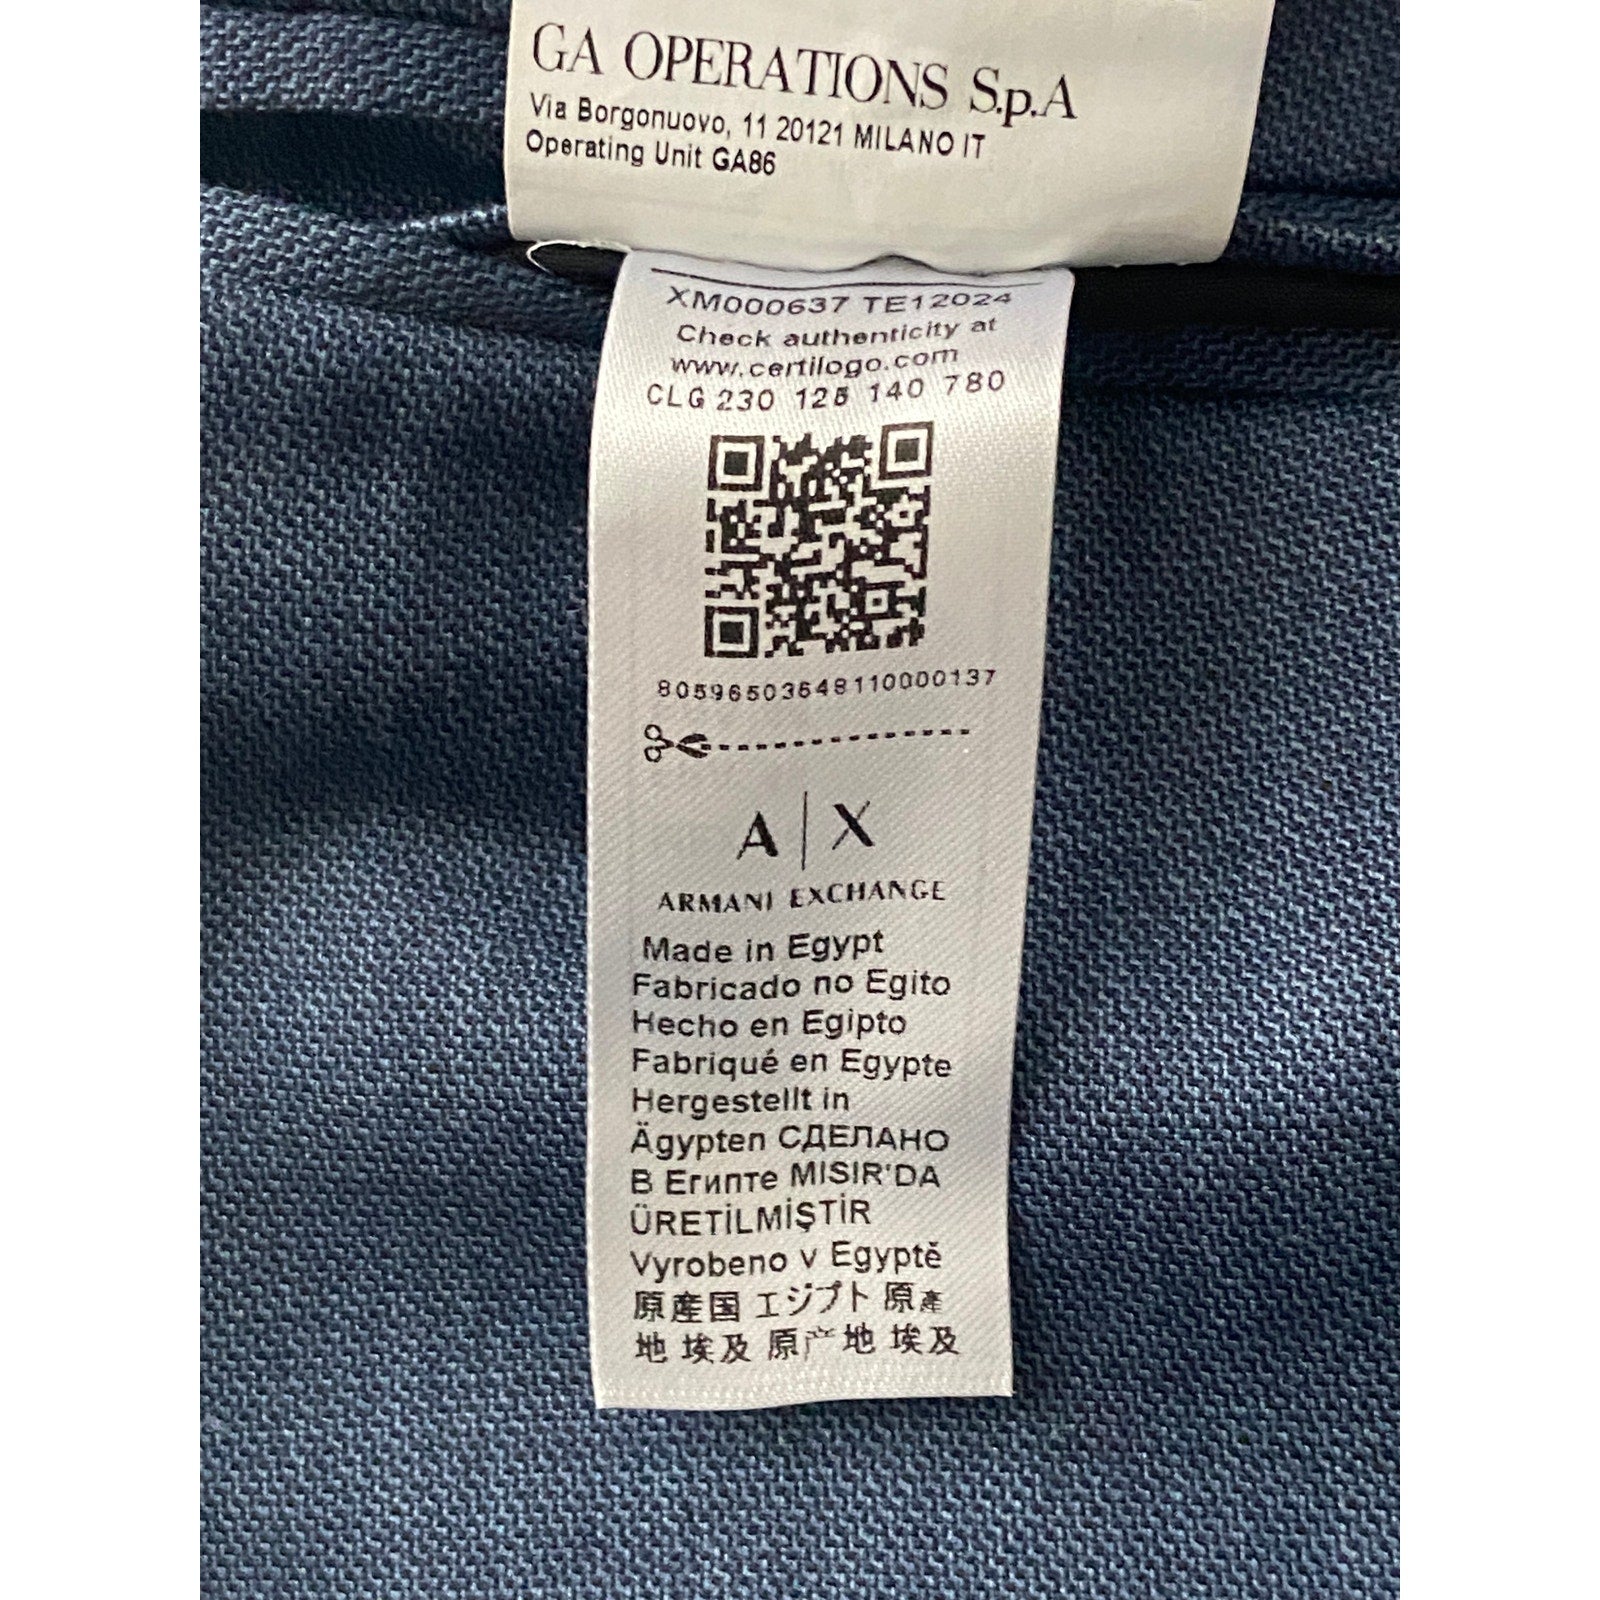 GA OPERATIONS S.p.A
Via Borgonuovo, 11 20121 MILANO IT
Operating Unit GA86
XM000637 TE12024
Check authenticity at
www.certilogo.com
CLG 230 125 140 780
80596503648110000137
A|X
ARMANI EXCHANGE
Made in Egypt
Fabricado no Egito
Hecho en Egipto
Fabriqué en Egypte
Hergestellt in
Ägypten СДЕЛАНО
В Египте MISIR'DA
ÜRETİLMİŞTİR
Vyrobeno v Egyptě
原産国 エジプト 原產
地 埃及 原产地 埃及